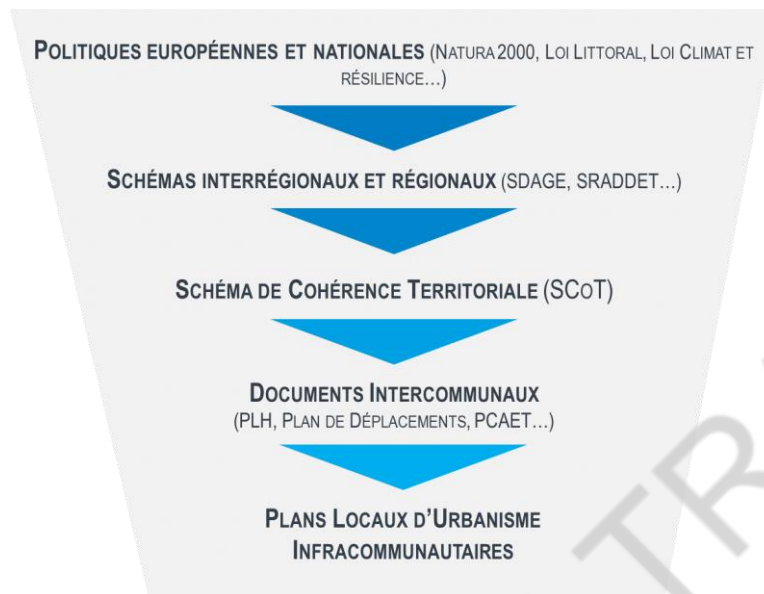 POLITIQUES EUROPÉENNES ET NATIONALES (NATURA 2000, LOI LITTORAL, LOI CLIMAT ET
RÉSILIENCE…)
SCHÉMAS INTERRÉGIONAUX ET RÉGIONAUX (SDAGE, SRADDET…)
SCHÉMA DE COHÉRENCE TERRITORIALE (SCOT)
DOCUMENTS INTERCOMMUNAUX
(PLH, PLAN DE DÉPLACEMENTS, PCAET…)
PLANS LOCAUX D’URBANISME
INFRACOMMUNAUTAIRES
TR